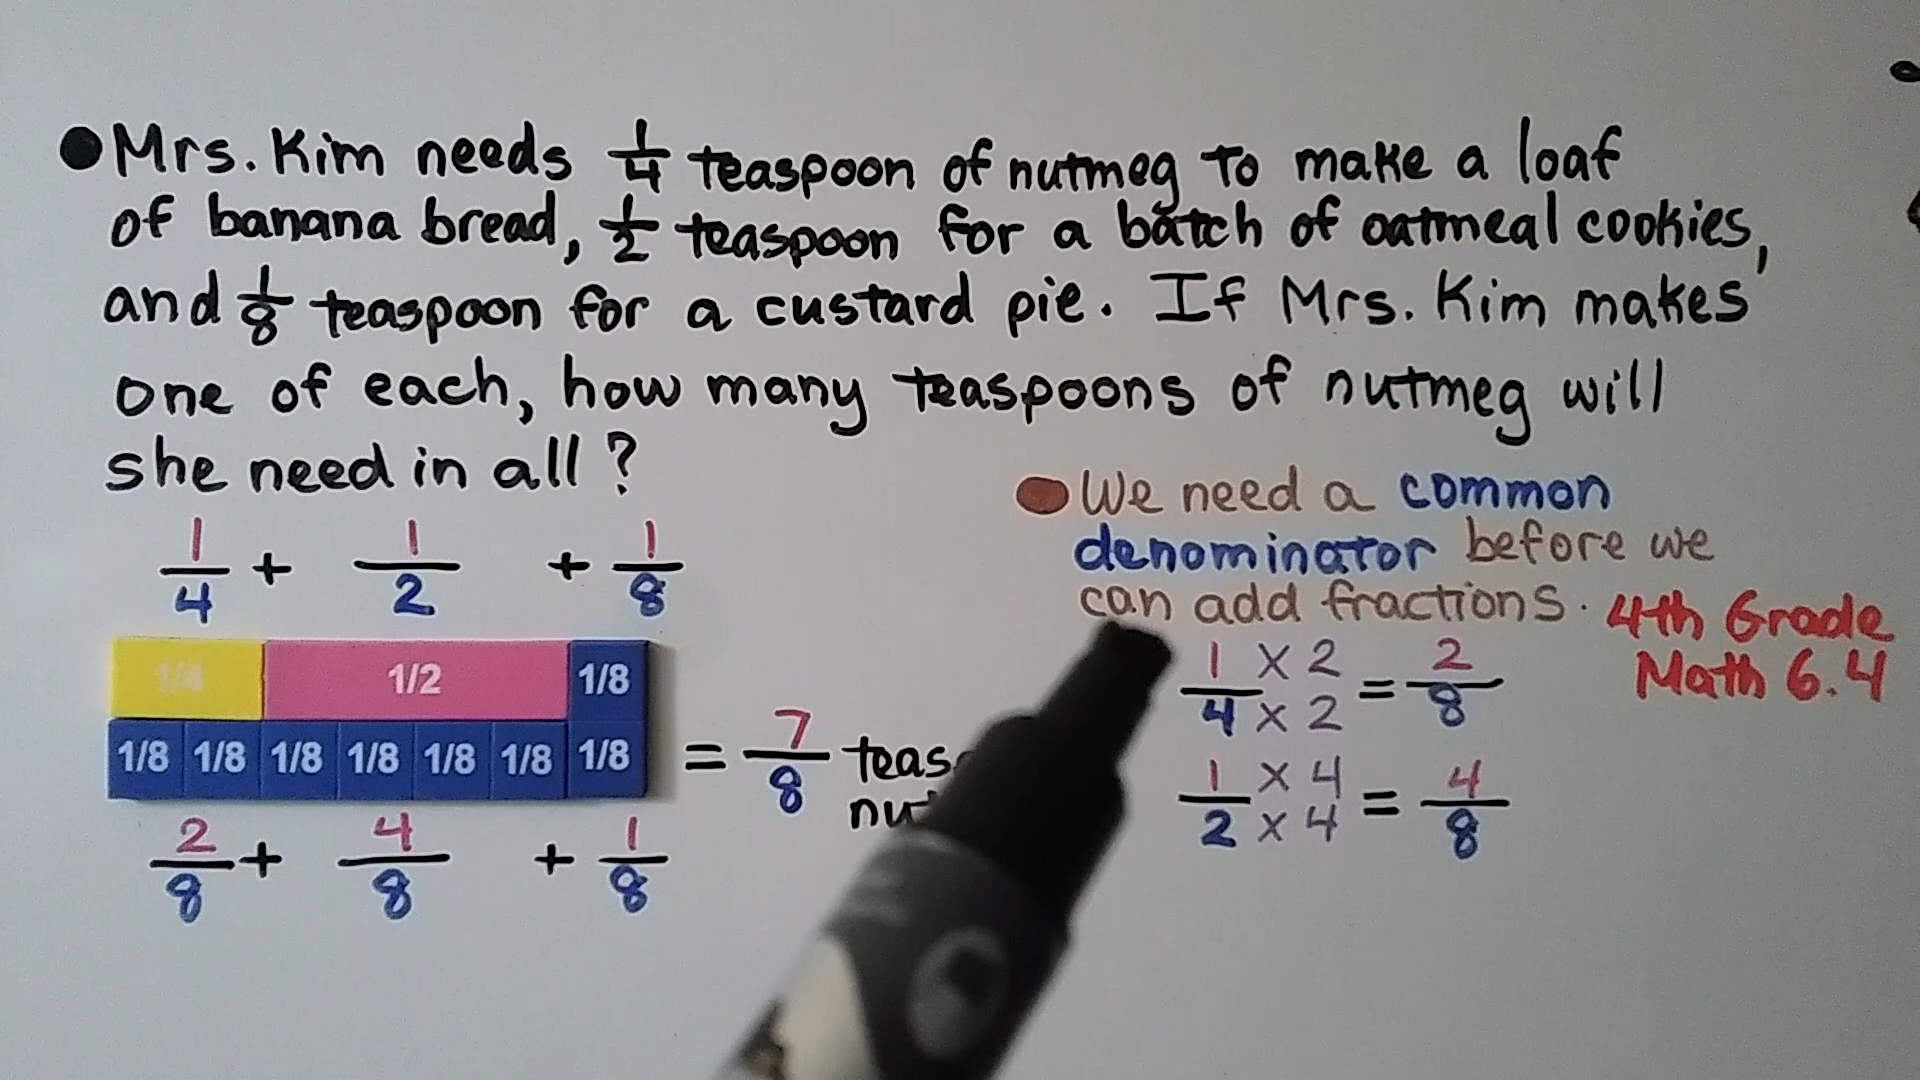 Mrs. Kim needs 1/4 teaspoon of nutmeg to make a loaf
of banana bread, 1/2 teaspoon for a batch of oatmeal cookies,
and 1/8 teaspoon for a custard pie. If Mrs. Kim makes
one of each, how many teaspoons of nutmeg will
she need in all?
1/4 + 1/2 + 1/8
1/4 1/2 1/8
1/8 1/8 1/8 1/8 1/8 1/8 1/8
= 7/8
2/8 + 4/8 + 1/8
We need a common
denominator before we
can add fractions.
1 x 2 / 4 x 2 = 2/8
1 x 4 / 2 x 4 = 4/8
4th Grade
Math 6.4